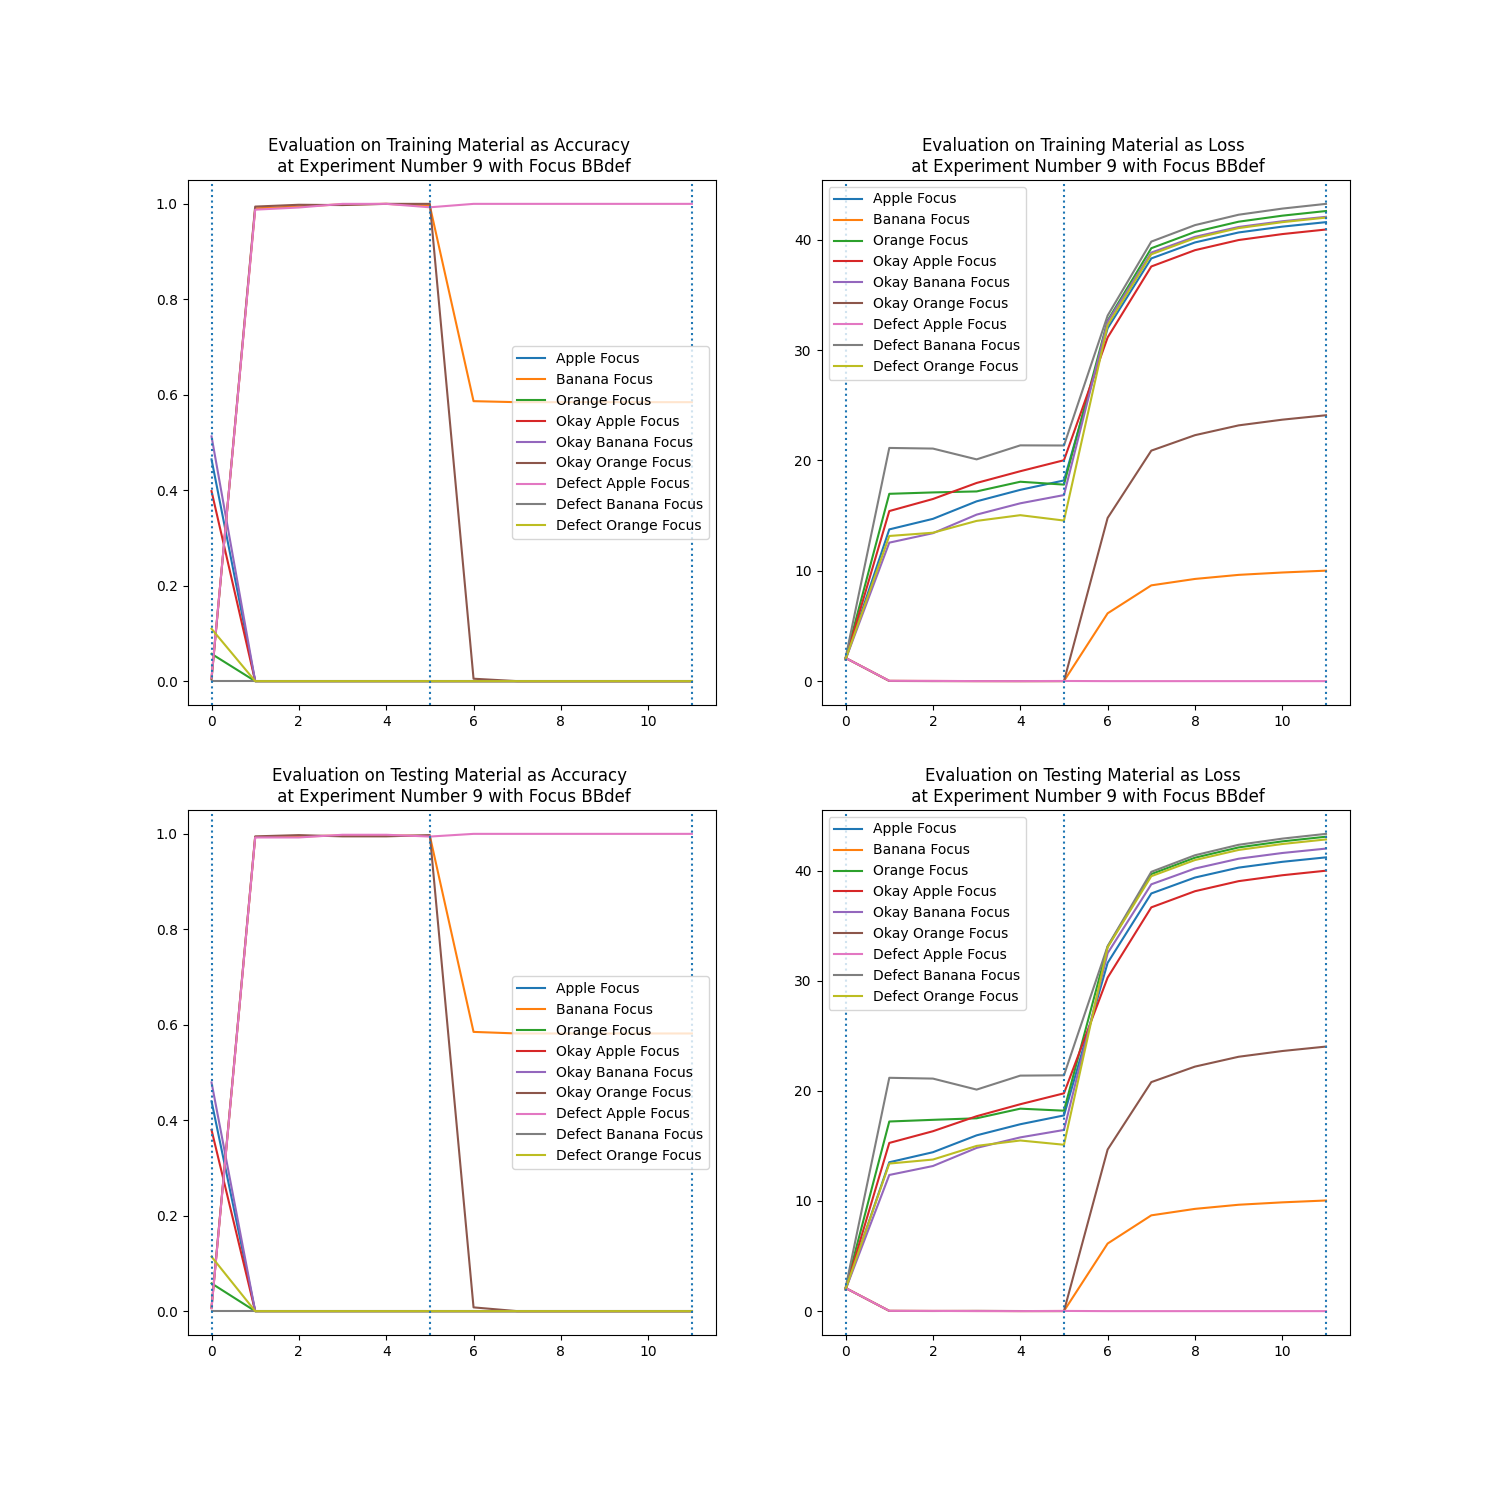 Evaluation on Training Material as Accuracy
at Experiment Number 9 with Focus BBdef
1.0
0.8
0.6
0.4
0.2
0.0
0 2 4 6 8 10
Apple Focus
Banana Focus
Orange Focus
Okay Apple Focus
Okay Banana Focus
Okay Orange Focus
Defect Apple Focus
Defect Banana Focus
Defect Orange Focus
Evaluation on Training Material as Loss
at Experiment Number 9 with Focus BBdef
40
30
20
10
0
0 2 4 6 8 10
Apple Focus
Banana Focus
Orange Focus
Okay Apple Focus
Okay Banana Focus
Okay Orange Focus
Defect Apple Focus
Defect Banana Focus
Defect Orange Focus
Evaluation on Testing Material as Accuracy
at Experiment Number 9 with Focus BBdef
1.0
0.8
0.6
0.4
0.2
0.0
0 2 4 6 8 10
Apple Focus
Banana Focus
Orange Focus
Okay Apple Focus
Okay Banana Focus
Okay Orange Focus
Defect Apple Focus
Defect Banana Focus
Defect Orange Focus
Evaluation on Testing Material as Loss
at Experiment Number 9 with Focus BBdef
40
30
20
10
0
0 2 4 6 8 10
Apple Focus
Banana Focus
Orange Focus
Okay Apple Focus
Okay Banana Focus
Okay Orange Focus
Defect Apple Focus
Defect Banana Focus
Defect Orange Focus